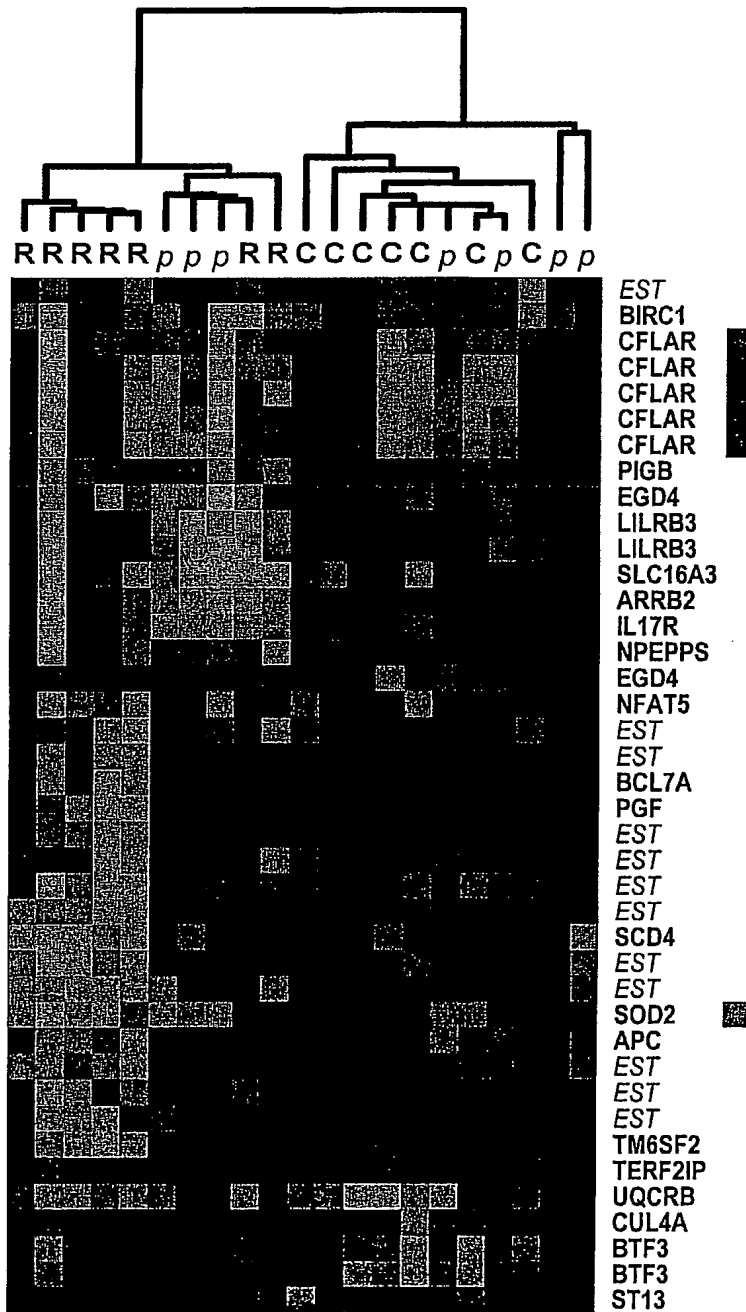 R R R R R p p p R R C C C C C p C p C p p
EST
BIRC1
CFLAR
CFLAR
CFLAR
CFLAR
CFLAR
PIGB
EGD4
LILRB3
LILRB3
SLC16A3
ARRB2
IL17R
NPEPPS
EGD4
NFAT5
EST
EST
BCL7A
PGF
EST
EST
EST
EST
SCD4
EST
EST
SOD2
APC
EST
EST
EST
TM6SF2
TERF2IP
UQCRB
CUL4A
BTF3
BTF3
ST13